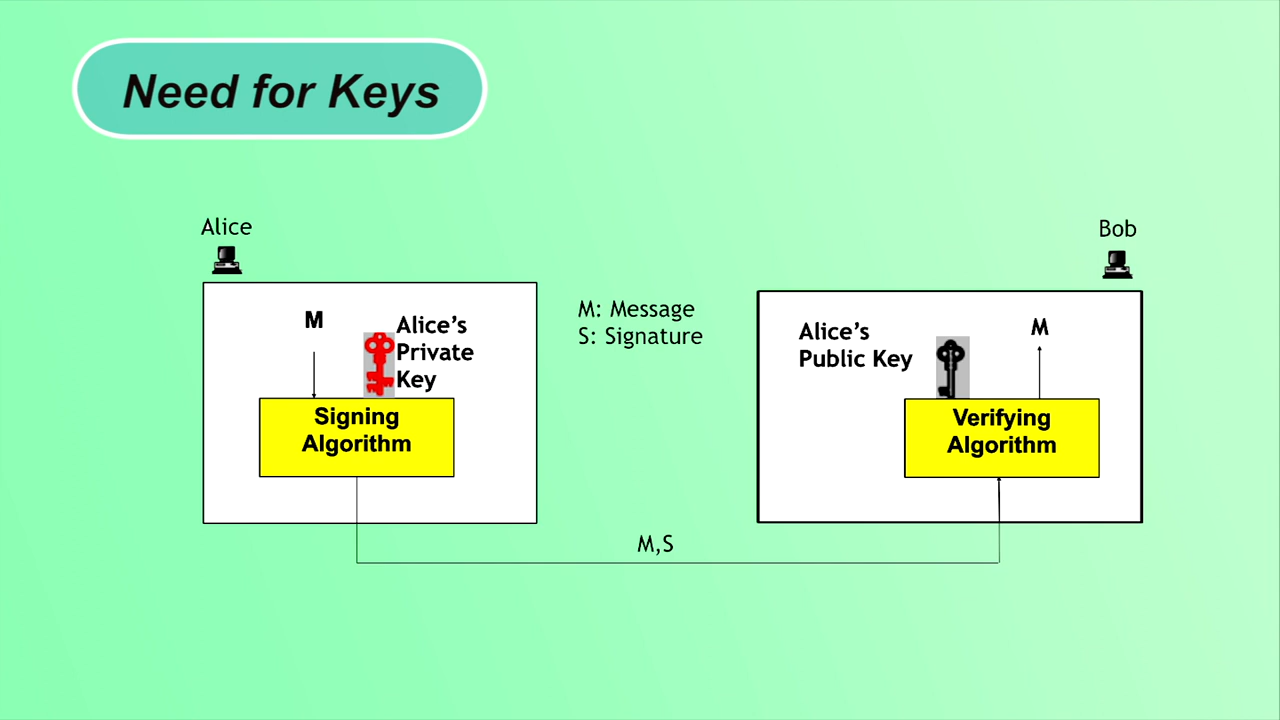 Need for Keys
Alice
Bob
M
Alice's
Private
Key
Signing
Algorithm
M: Message
S: Signature
Alice's
Public Key
M
Verifying
Algorithm
M,S